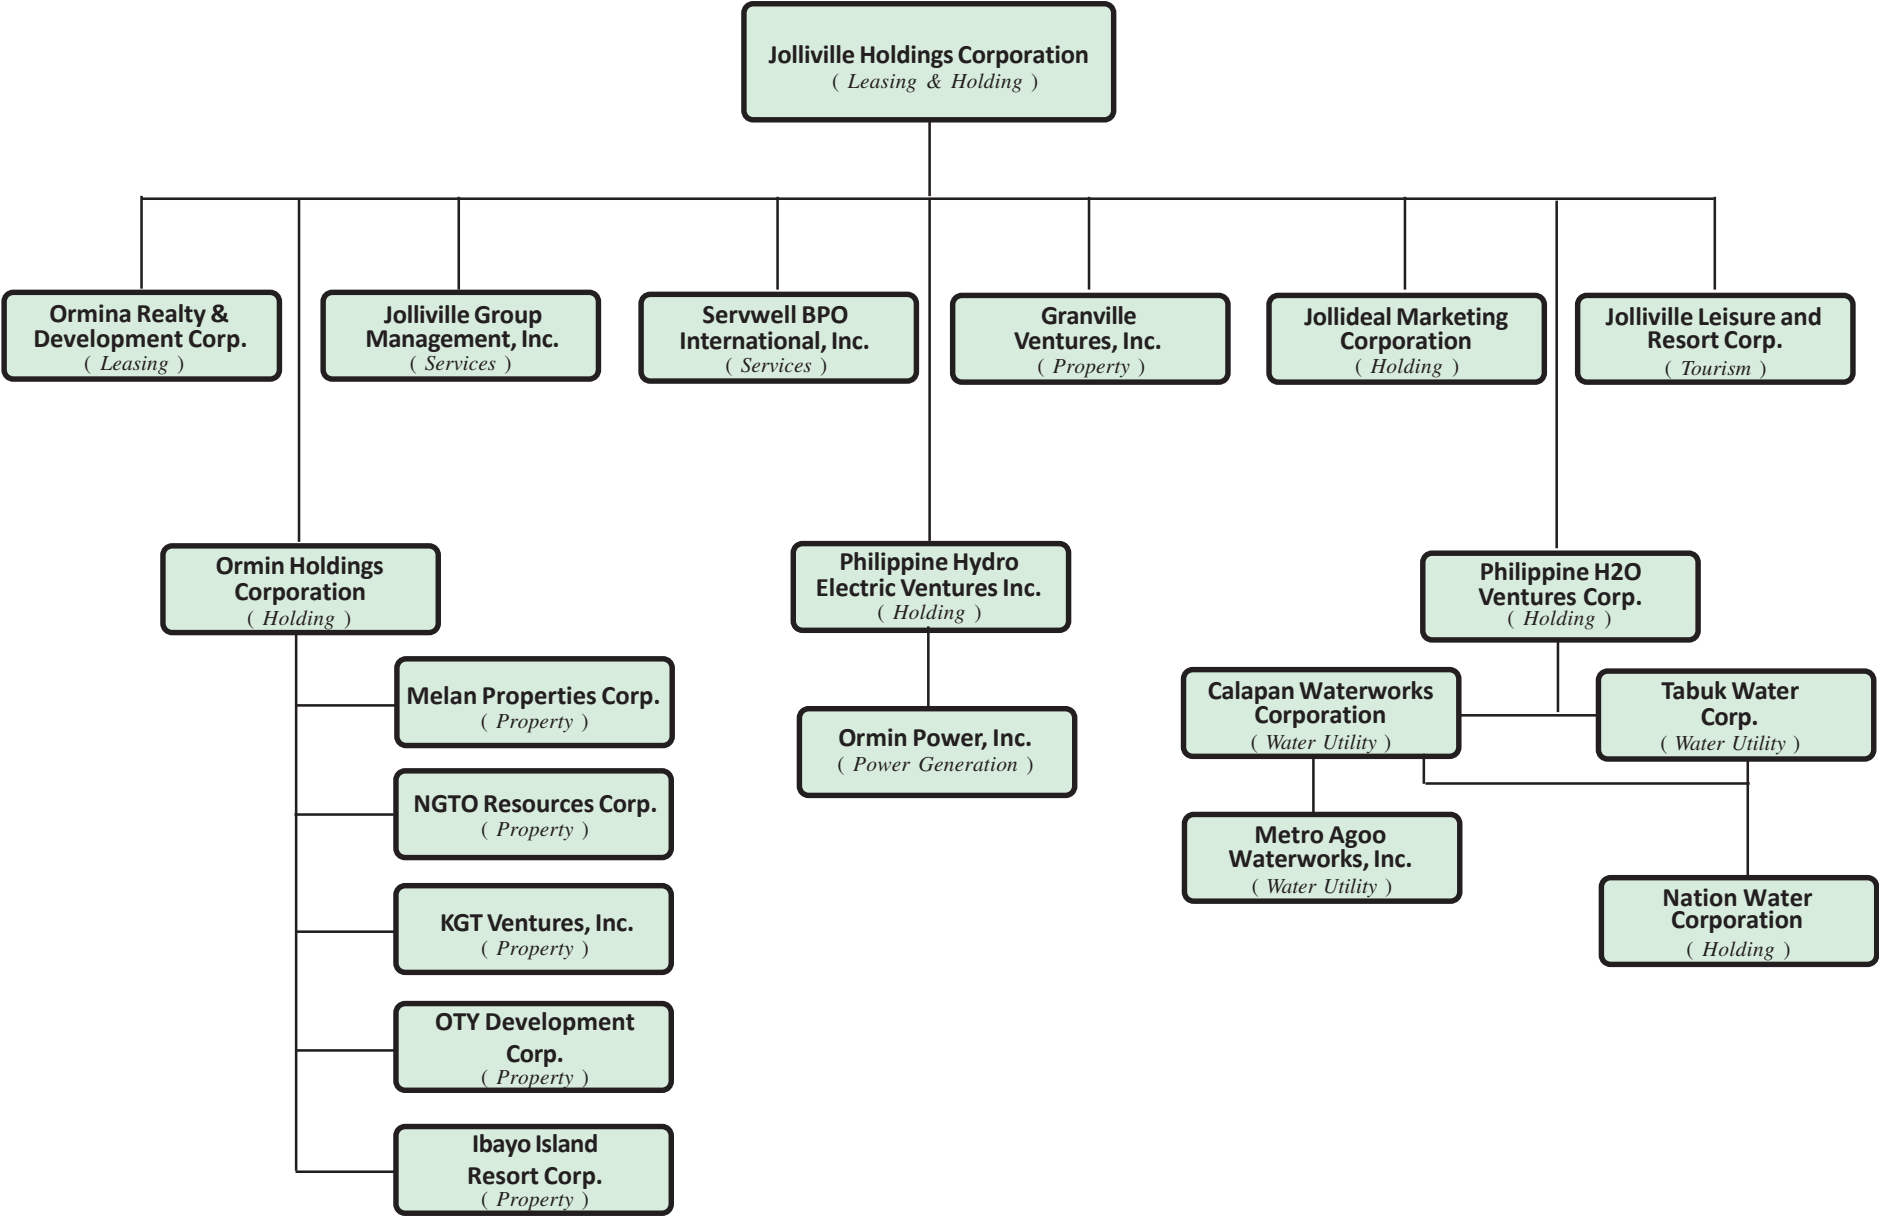 Jolliville Holdings Corporation
( Leasing & Holding )
Ormina Realty &
Development Corp.
( Leasing )
Jolliville Group
Management, Inc.
( Services )
Servwell BPO
International, Inc.
( Services )
Granville
Ventures, Inc.
( Property )
Jollideal Marketing
Corporation
( Holding )
Jolliville Leisure and
Resort Corp.
( Tourism )
Ormin Holdings
Corporation
( Holding )
Philippine Hydro
Electric Ventures Inc.
( Holding )
Philippine H2O
Ventures Corp.
( Holding )
Melan Properties Corp.
( Property )
NGTO Resources Corp.
( Property )
KGT Ventures, Inc.
( Property )
OTY Development
Corp.
( Property )
Ibayo Island
Resort Corp.
( Property )
Ormin Power, Inc.
( Power Generation )
Calapan Waterworks
Corporation
( Water Utility )
Tabuk Water
Corp.
( Water Utility )
Metro Agoo
Waterworks, Inc.
( Water Utility )
Nation Water
Corporation
( Holding )